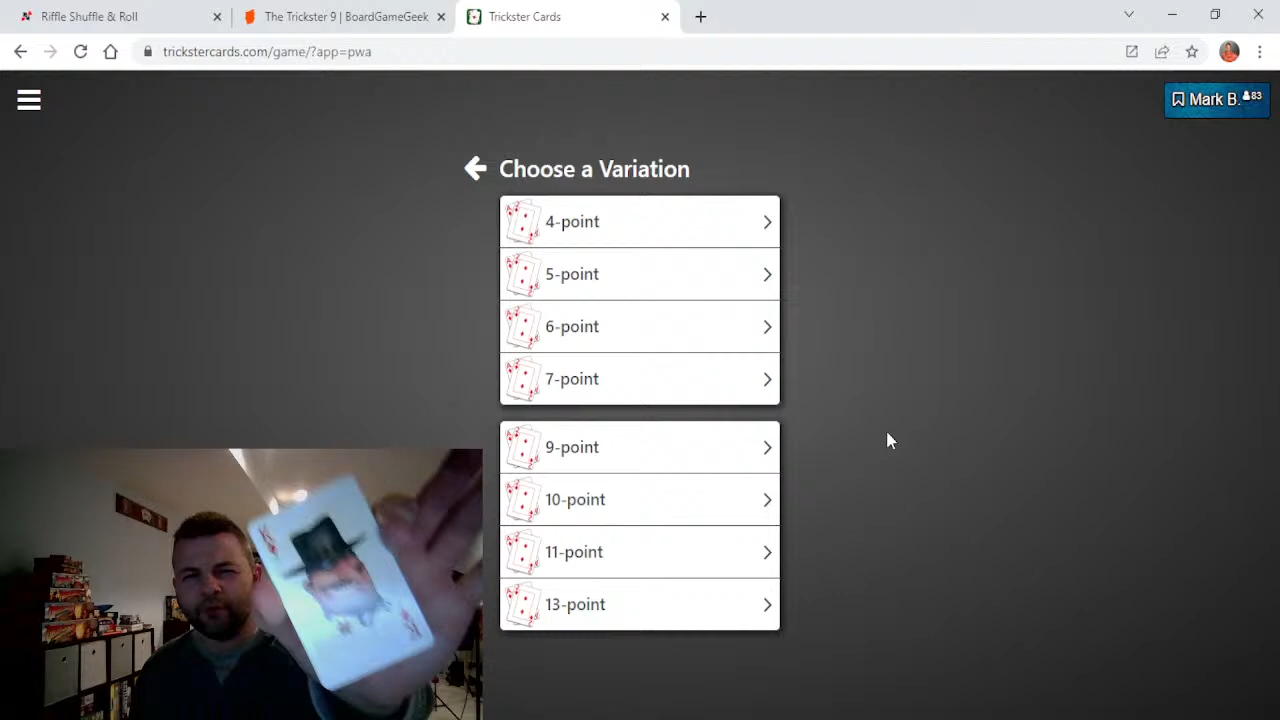 Riffle Shuffle & Roll
The Trickster 9 | BoardGameGeek
Trickster Cards
trickstercards.com/game/?app=pwa
Mark B. 83
Choose a Variation
4-point
5-point
6-point
7-point
9-point
10-point
11-point
13-point